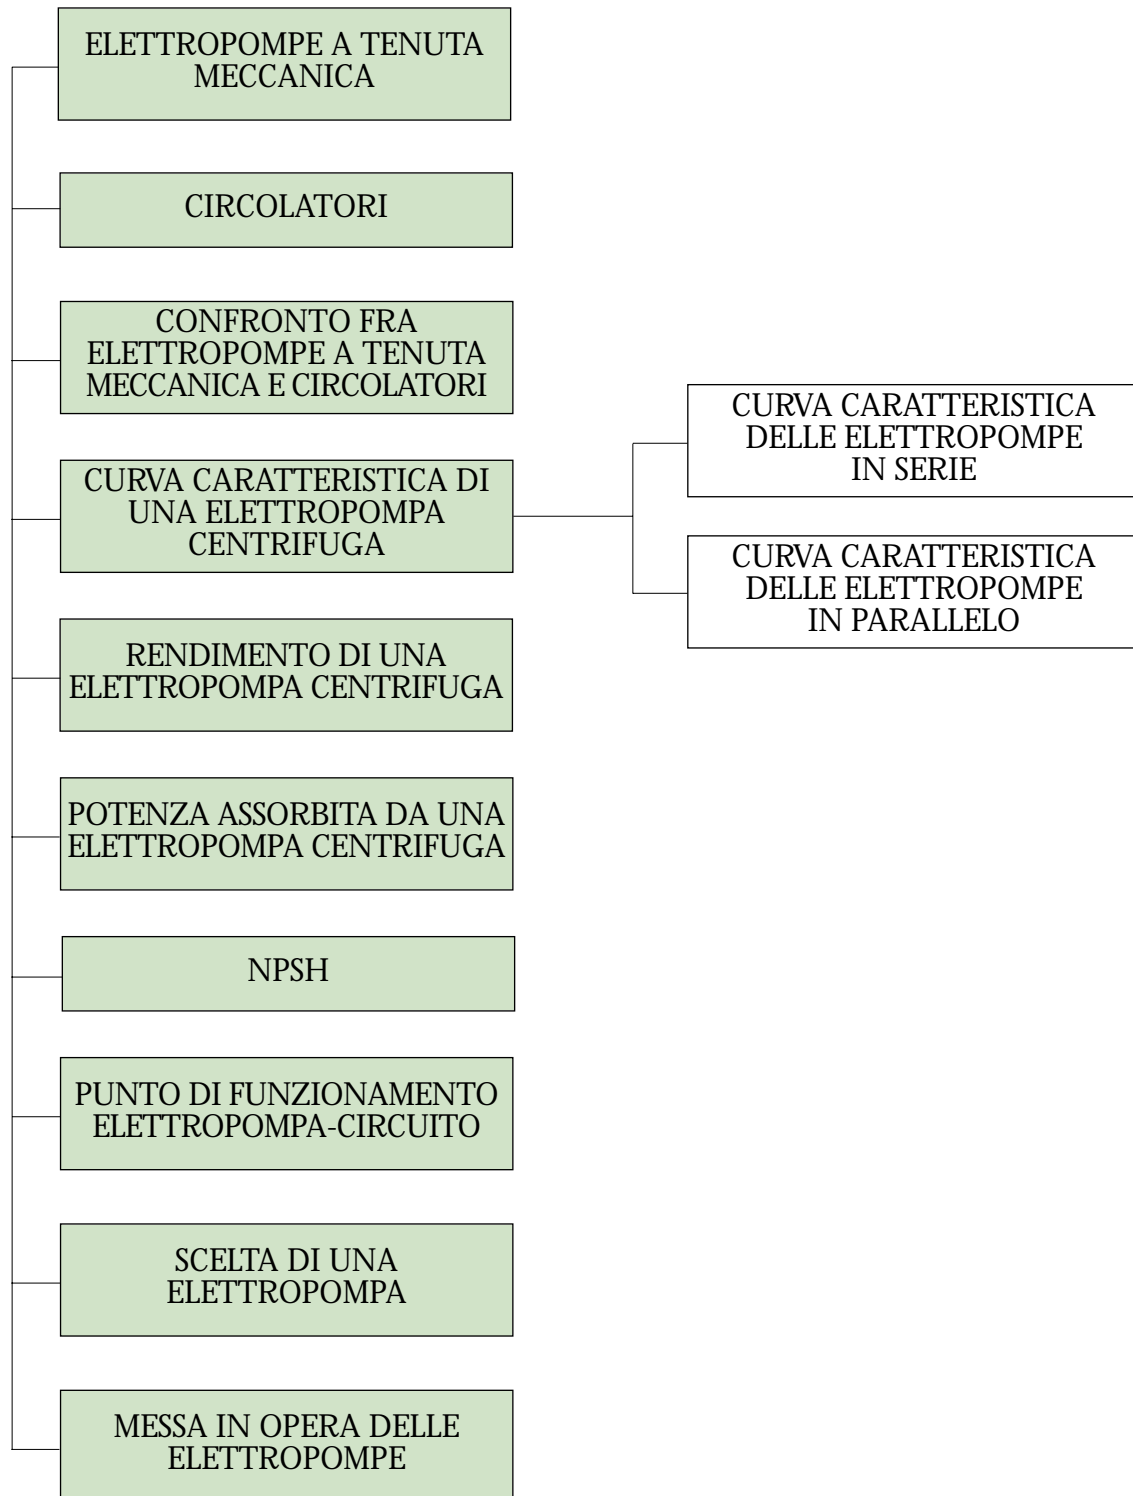 ELETTROPOMPE A TENUTA
MECCANICA
CIRCOLATORI
CONFRONTO FRA
ELETTROPOMPE A TENUTA
MECCANICA E CIRCOLATORI
CURVA CARATTERISTICA DI
UNA ELETTROPOMPA
CENTRIFUGA
CURVA CARATTERISTICA
DELLE ELETTROPOMPE
IN SERIE
CURVA CARATTERISTICA
DELLE ELETTROPOMPE
IN PARALLELO
RENDIMENTO DI UNA
ELETTROPOMPA CENTRIFUGA
POTENZA ASSORBITA DA UNA
ELETTROPOMPA CENTRIFUGA
NPSH
PUNTO DI FUNZIONAMENTO
ELETTROPOMPA-CIRCUITO
SCELTA DI UNA
ELETTROPOMPA
MESSA IN OPERA DELLE
ELETTROPOMPE